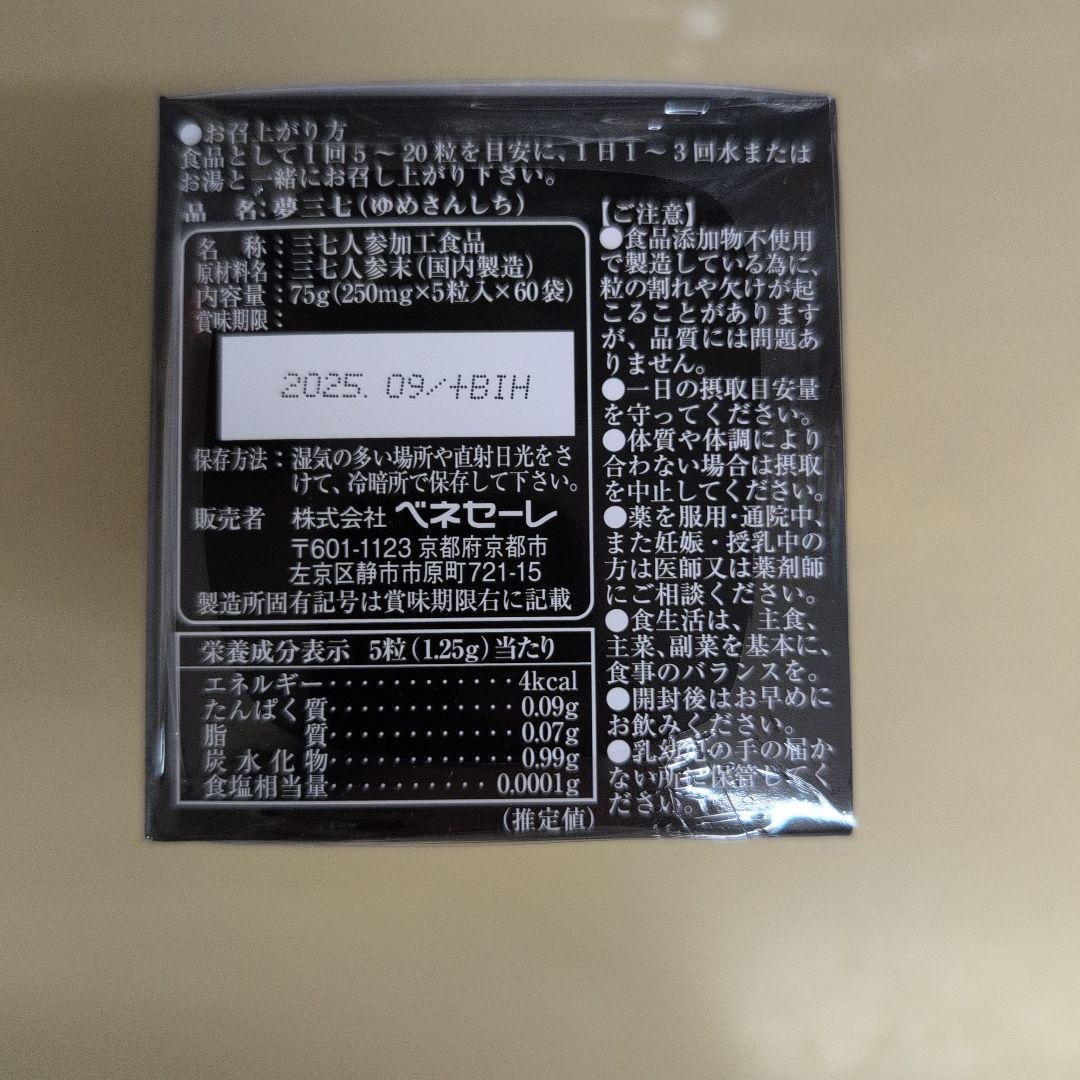 ●お召上がり方
食品として1回5～20粒を目安に、1日1～3回水または
お湯と一緒にお召し上がり下さい。
品 名：夢三七（ゆめさんしち）
名 称：三七人参加工食品
原材料名：三七人参末（国内製造）
内容量：75g（250mg×5粒入×60袋）
賞味期限：
2025. 09/+BIH
保存方法：湿気の多い場所や直射日光をさ
けて、冷暗所で保存して下さい。
販売者 株式会社 ベネセーレ
〒601-1123 京都府京都市
左京区静市市原町721-15
製造所固有記号は賞味期限右に記載
栄養成分表示 5粒（1.25g）当たり
エネルギー・・・・・・・・・・・・4kcal
たんぱく質・・・・・・・・・・・・0.09g
脂 質・・・・・・・・・・・・0.07g
炭水化物・・・・・・・・・・・・0.99g
食塩相当量・・・・・・・・・・0.0001g
（推定値）
【ご注意】
●食品添加物不使用
で製造している為に、
粒の割れや欠けが起
こることがあります
が、品質には問題あ
りません。
●一日の摂取目安量
を守ってください。
●体質や体調により
合わない場合は摂取
を中止してください。
●薬を服用・通院中、
また妊娠・授乳中の
方は医師又は薬剤師
にご相談ください。
●食生活は、主食、
主菜、副菜を基本に、
食事のバランスを。
●開封後はお早めに
お飲みください。
●乳幼児の手の届か
ない所に保管してく
ださい。